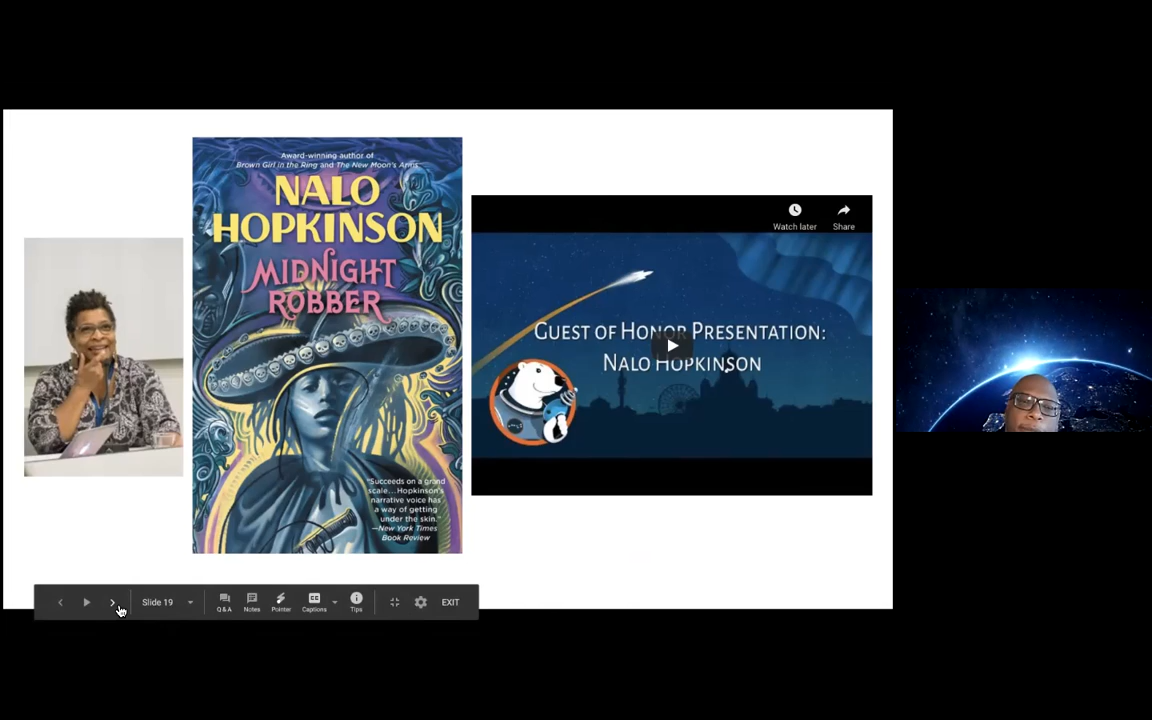 Award-winning author of
Brown Girl in the Ring and The New Moon's Arms
NALO
HOPKINSON
MIDNIGHT
ROBBER
"Succeeds on a grand
scale...Hopkinson's
narrative voice has
a way of getting
under the skin."
—New York Times
Book Review
Watch later
Share
GUEST OF HONOR PRESENTATION:
NALO HOPKINSON
Slide 19
Q&A
Notes
Pointer
CC
Captions
Tips
EXIT